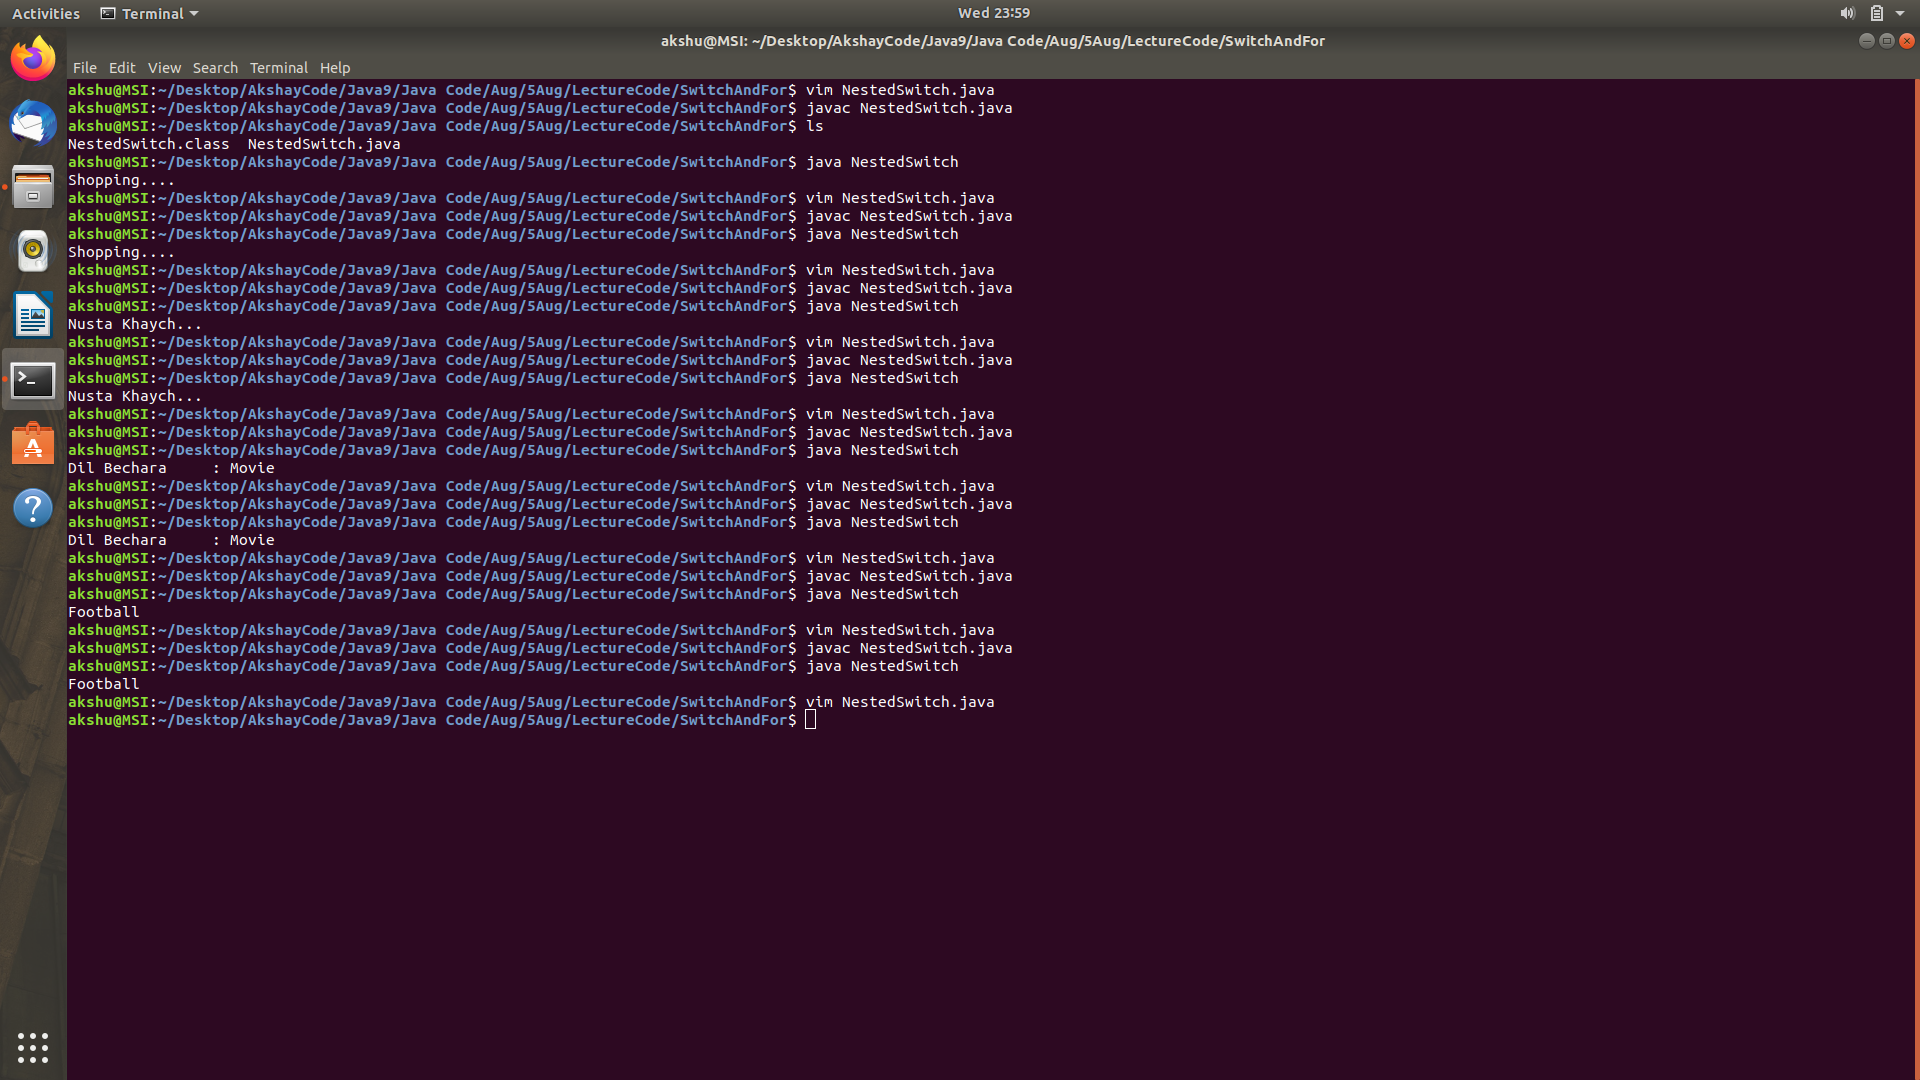 Activities Terminal Wed 23:59
akshu@MSI: ~/Desktop/AkshayCode/Java9/Java Code/Aug/5Aug/LectureCode/SwitchAndFor
File Edit View Search Terminal Help
akshu@MSI:~/Desktop/AkshayCode/Java9/Java Code/Aug/5Aug/LectureCode/SwitchAndFor$ vim NestedSwitch.java
akshu@MSI:~/Desktop/AkshayCode/Java9/Java Code/Aug/5Aug/LectureCode/SwitchAndFor$ javac NestedSwitch.java
akshu@MSI:~/Desktop/AkshayCode/Java9/Java Code/Aug/5Aug/LectureCode/SwitchAndFor$ ls
NestedSwitch.class  NestedSwitch.java
akshu@MSI:~/Desktop/AkshayCode/Java9/Java Code/Aug/5Aug/LectureCode/SwitchAndFor$ java NestedSwitch
Shopping....
akshu@MSI:~/Desktop/AkshayCode/Java9/Java Code/Aug/5Aug/LectureCode/SwitchAndFor$ vim NestedSwitch.java
akshu@MSI:~/Desktop/AkshayCode/Java9/Java Code/Aug/5Aug/LectureCode/SwitchAndFor$ javac NestedSwitch.java
akshu@MSI:~/Desktop/AkshayCode/Java9/Java Code/Aug/5Aug/LectureCode/SwitchAndFor$ java NestedSwitch
Shopping....
akshu@MSI:~/Desktop/AkshayCode/Java9/Java Code/Aug/5Aug/LectureCode/SwitchAndFor$ vim NestedSwitch.java
akshu@MSI:~/Desktop/AkshayCode/Java9/Java Code/Aug/5Aug/LectureCode/SwitchAndFor$ javac NestedSwitch.java
akshu@MSI:~/Desktop/AkshayCode/Java9/Java Code/Aug/5Aug/LectureCode/SwitchAndFor$ java NestedSwitch
Nusta Khaych...
akshu@MSI:~/Desktop/AkshayCode/Java9/Java Code/Aug/5Aug/LectureCode/SwitchAndFor$ vim NestedSwitch.java
akshu@MSI:~/Desktop/AkshayCode/Java9/Java Code/Aug/5Aug/LectureCode/SwitchAndFor$ javac NestedSwitch.java
akshu@MSI:~/Desktop/AkshayCode/Java9/Java Code/Aug/5Aug/LectureCode/SwitchAndFor$ java NestedSwitch
Nusta Khaych...
akshu@MSI:~/Desktop/AkshayCode/Java9/Java Code/Aug/5Aug/LectureCode/SwitchAndFor$ vim NestedSwitch.java
akshu@MSI:~/Desktop/AkshayCode/Java9/Java Code/Aug/5Aug/LectureCode/SwitchAndFor$ javac NestedSwitch.java
akshu@MSI:~/Desktop/AkshayCode/Java9/Java Code/Aug/5Aug/LectureCode/SwitchAndFor$ java NestedSwitch
Dil Bechara     : Movie
akshu@MSI:~/Desktop/AkshayCode/Java9/Java Code/Aug/5Aug/LectureCode/SwitchAndFor$ vim NestedSwitch.java
akshu@MSI:~/Desktop/AkshayCode/Java9/Java Code/Aug/5Aug/LectureCode/SwitchAndFor$ javac NestedSwitch.java
akshu@MSI:~/Desktop/AkshayCode/Java9/Java Code/Aug/5Aug/LectureCode/SwitchAndFor$ java NestedSwitch
Dil Bechara     : Movie
akshu@MSI:~/Desktop/AkshayCode/Java9/Java Code/Aug/5Aug/LectureCode/SwitchAndFor$ vim NestedSwitch.java
akshu@MSI:~/Desktop/AkshayCode/Java9/Java Code/Aug/5Aug/LectureCode/SwitchAndFor$ javac NestedSwitch.java
akshu@MSI:~/Desktop/AkshayCode/Java9/Java Code/Aug/5Aug/LectureCode/SwitchAndFor$ java NestedSwitch
Football
akshu@MSI:~/Desktop/AkshayCode/Java9/Java Code/Aug/5Aug/LectureCode/SwitchAndFor$ vim NestedSwitch.java
akshu@MSI:~/Desktop/AkshayCode/Java9/Java Code/Aug/5Aug/LectureCode/SwitchAndFor$ javac NestedSwitch.java
akshu@MSI:~/Desktop/AkshayCode/Java9/Java Code/Aug/5Aug/LectureCode/SwitchAndFor$ java NestedSwitch
Football
akshu@MSI:~/Desktop/AkshayCode/Java9/Java Code/Aug/5Aug/LectureCode/SwitchAndFor$ vim NestedSwitch.java
akshu@MSI:~/Desktop/AkshayCode/Java9/Java Code/Aug/5Aug/LectureCode/SwitchAndFor$